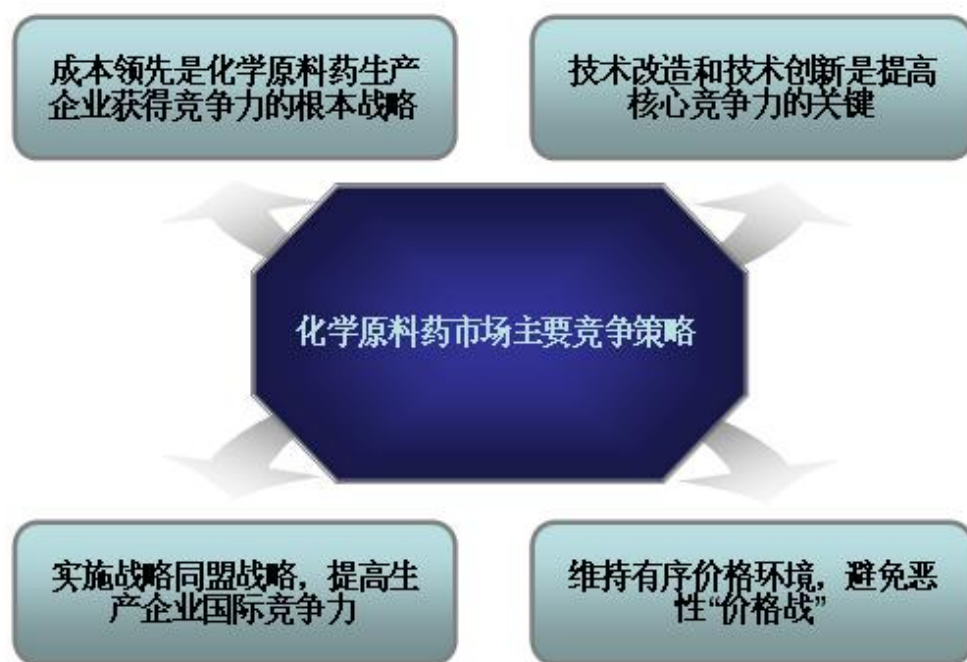 成本领先是化学原料药生产
企业获得竞争力的根本战略
技术改造和技术创新是提高
核心竞争力的关键
化学原料药市场主要竞争策略
实施战略同盟战略，提高生
产企业国际竞争力
维持有序价格环境，避免恶
性“价格战”